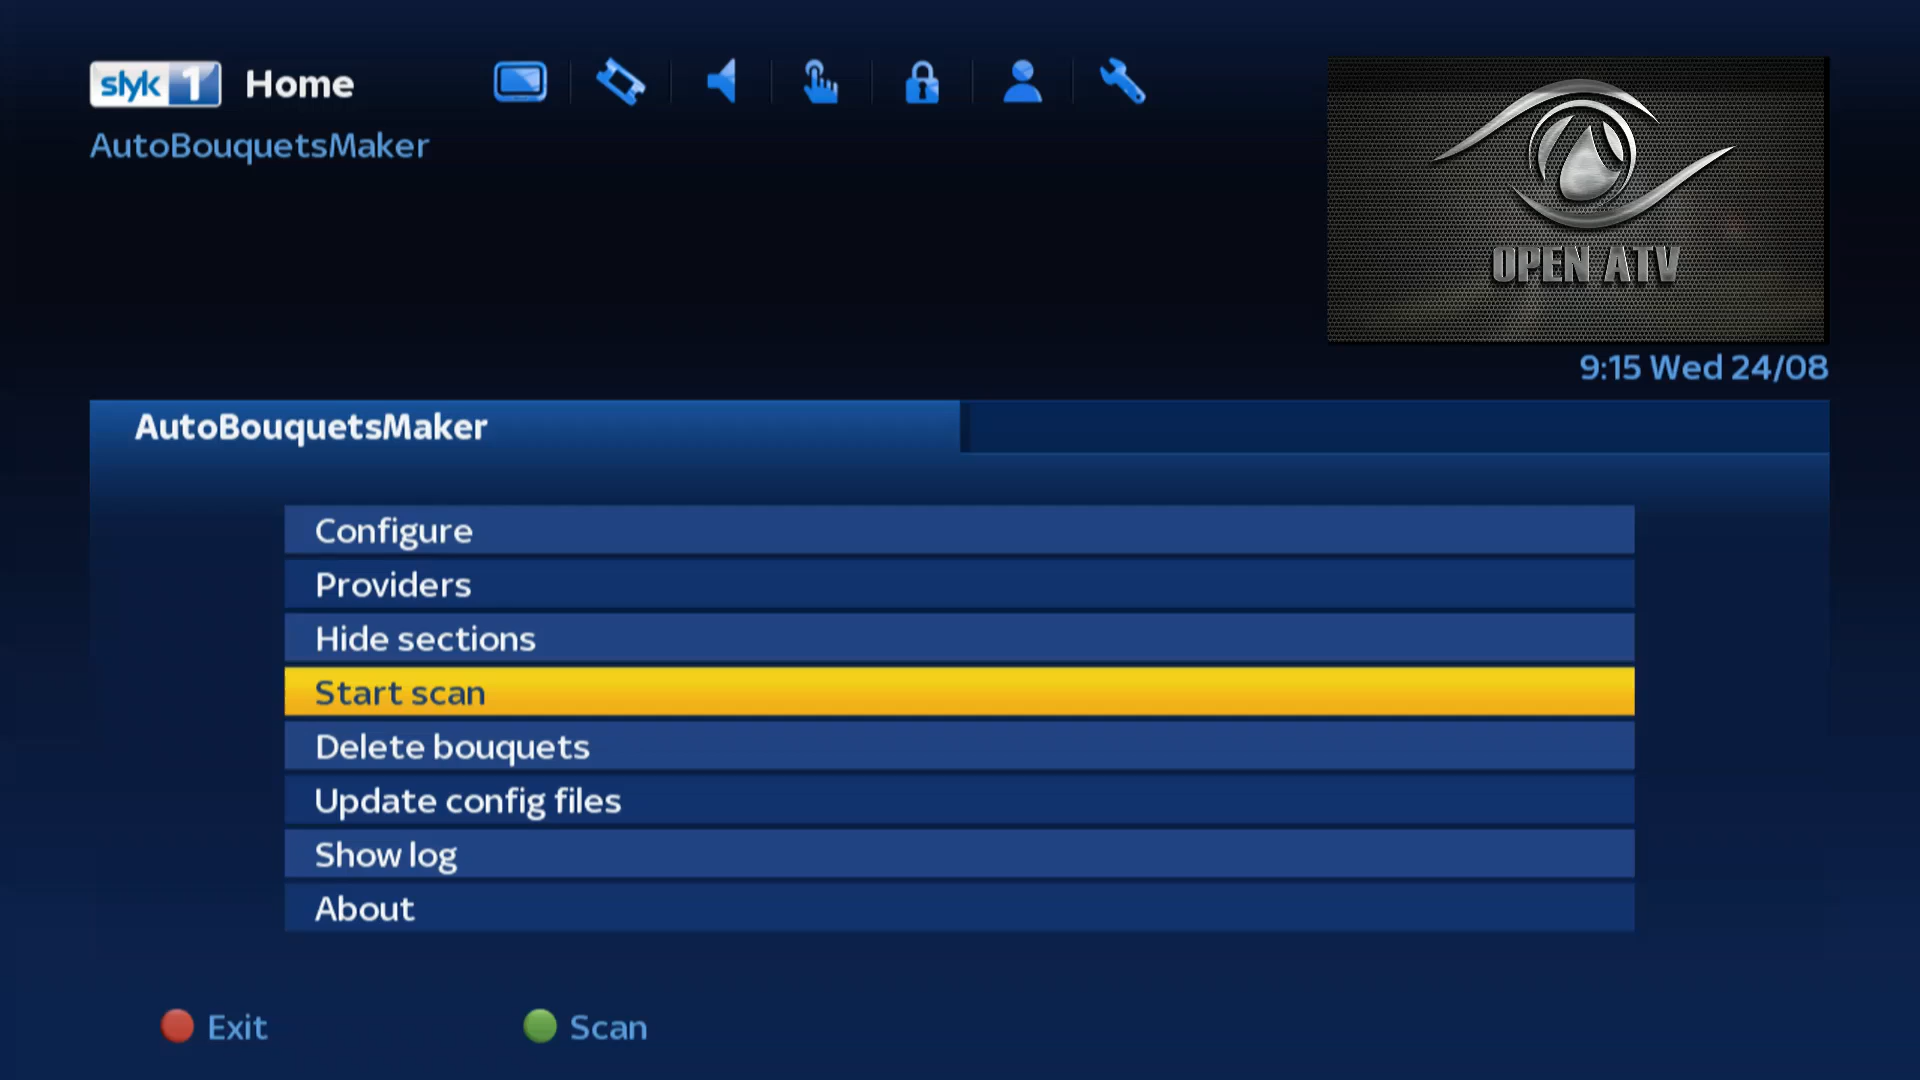 slyk 1 Home
AutoBouquetsMaker
OPEN ATV
9:15 Wed 24/08
AutoBouquetsMaker
Configure
Providers
Hide sections
Start scan
Delete bouquets
Update config files
Show log
About
Exit Scan